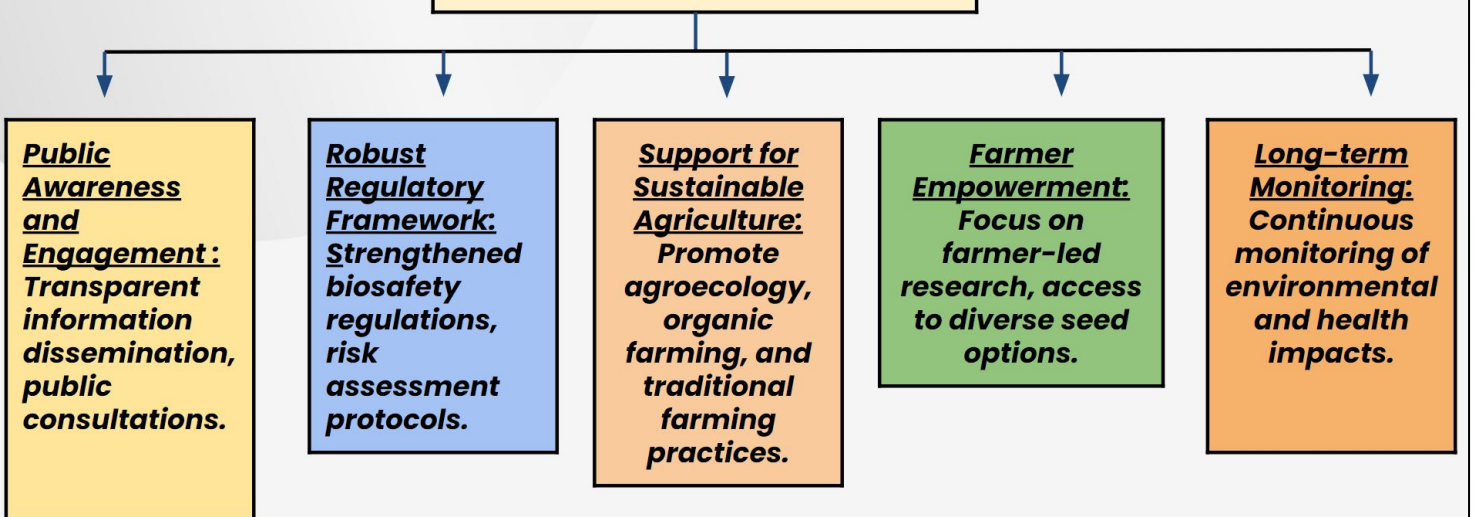 Public
Awareness
and
Engagement :
Transparent
information
dissemination,
public
consultations.
Robust
Regulatory
Framework:
Strengthened
biosafety
regulations,
risk
assessment
protocols.
Support for
Sustainable
Agriculture:
Promote
agroecology,
organic
farming, and
traditional
farming
practices.
Farmer
Empowerment:
Focus on
farmer-led
research, access
to diverse seed
options.
Long-term
Monitoring:
Continuous
monitoring of
environmental
and health
impacts.